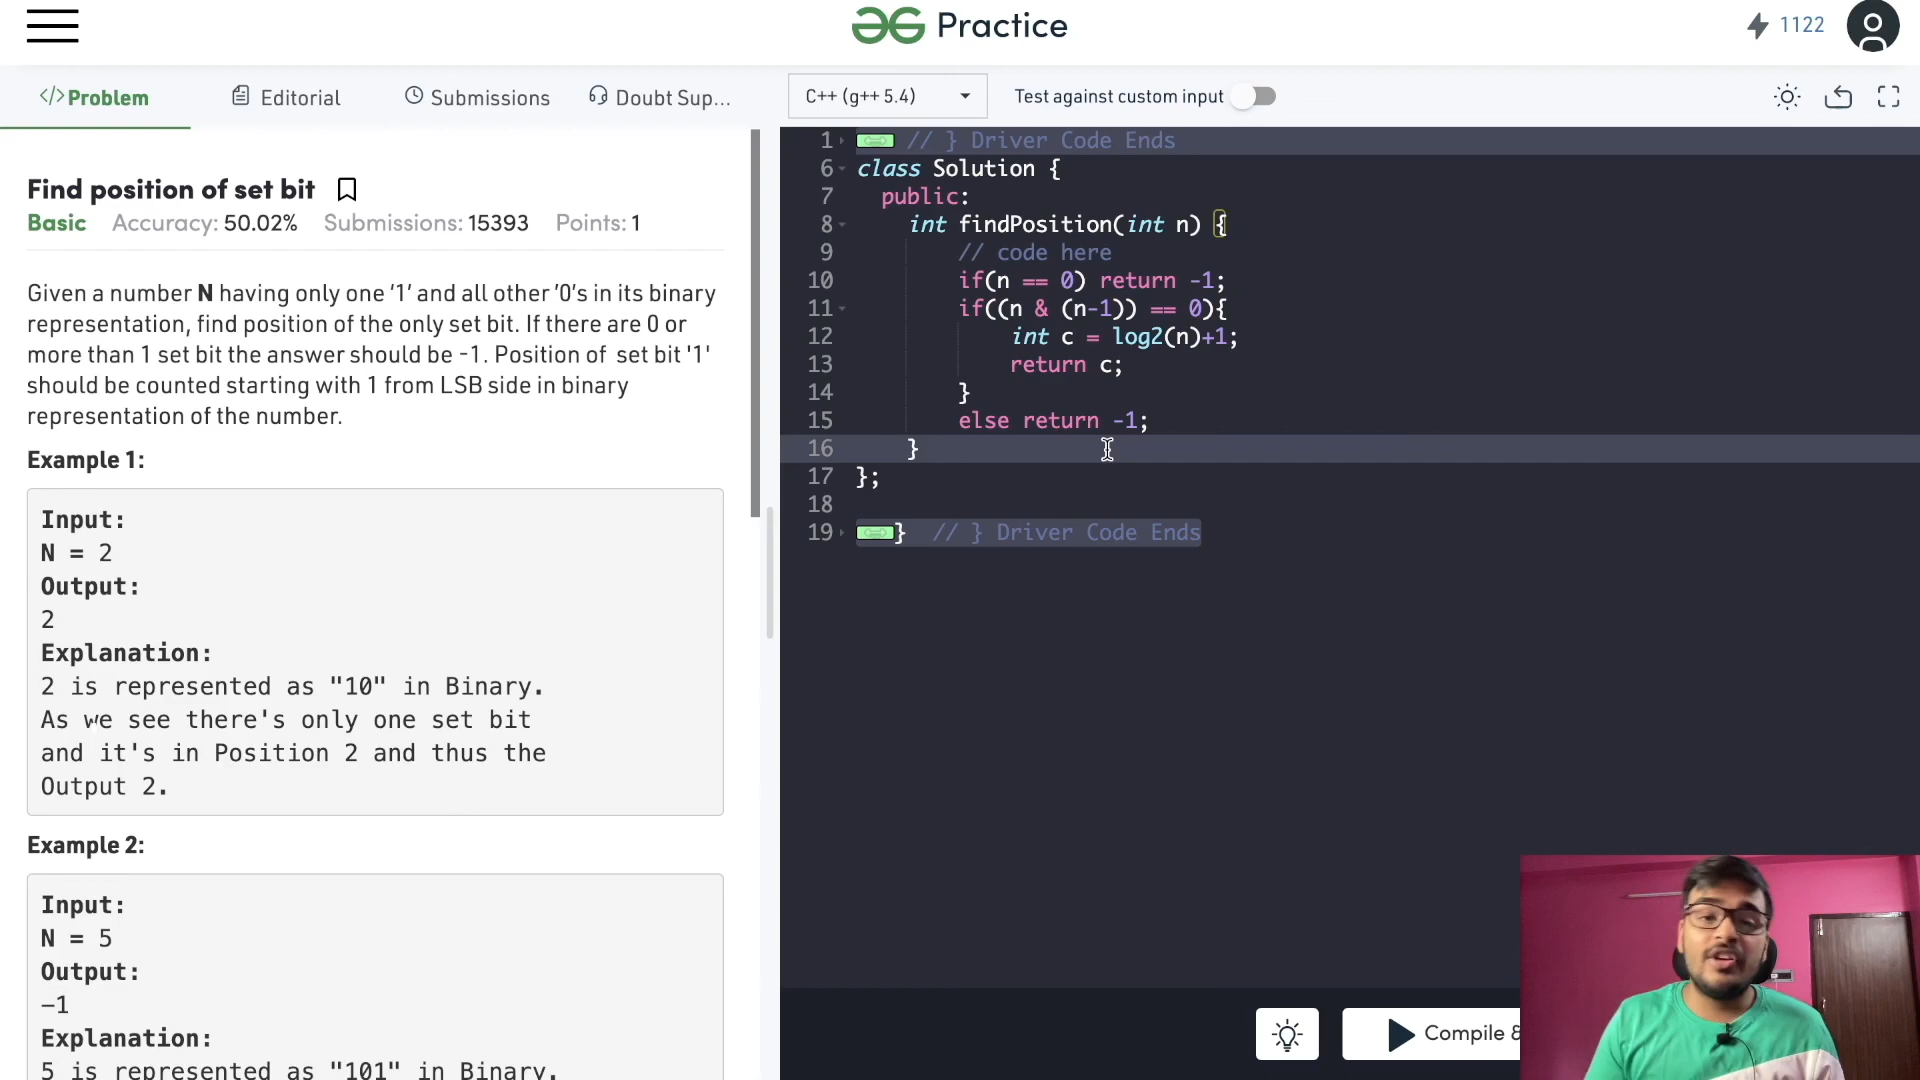 Practice
1122
</>Problem
Editorial
Submissions
Doubt Sup...
C++ (g++ 5.4)
Test against custom input
Find position of set bit
Basic Accuracy: 50.02% Submissions: 15393 Points: 1
Given a number N having only one '1' and all other '0's in its binary
representation, find position of the only set bit. If there are 0 or
more than 1 set bit the answer should be -1. Position of set bit '1'
should be counted starting with 1 from LSB side in binary
representation of the number.
Example 1:
Input:
N = 2
Output:
2
Explanation:
2 is represented as "10" in Binary.
As we see there's only one set bit
and it's in Position 2 and thus the
Output 2.
Example 2:
Input:
N = 5
Output:
-1
Explanation:
5 is represented as "101" in Binary.
1 // } Driver Code Ends
6 class Solution {
7 public:
8 int findPosition(int n) {
9 // code here
10 if(n == 0) return -1;
11 if((n & (n-1)) == 0){
12 int c = log2(n)+1;
13 return c;
14 }
15 else return -1;
16 }
17 };
18
19 } // } Driver Code Ends
Compile &